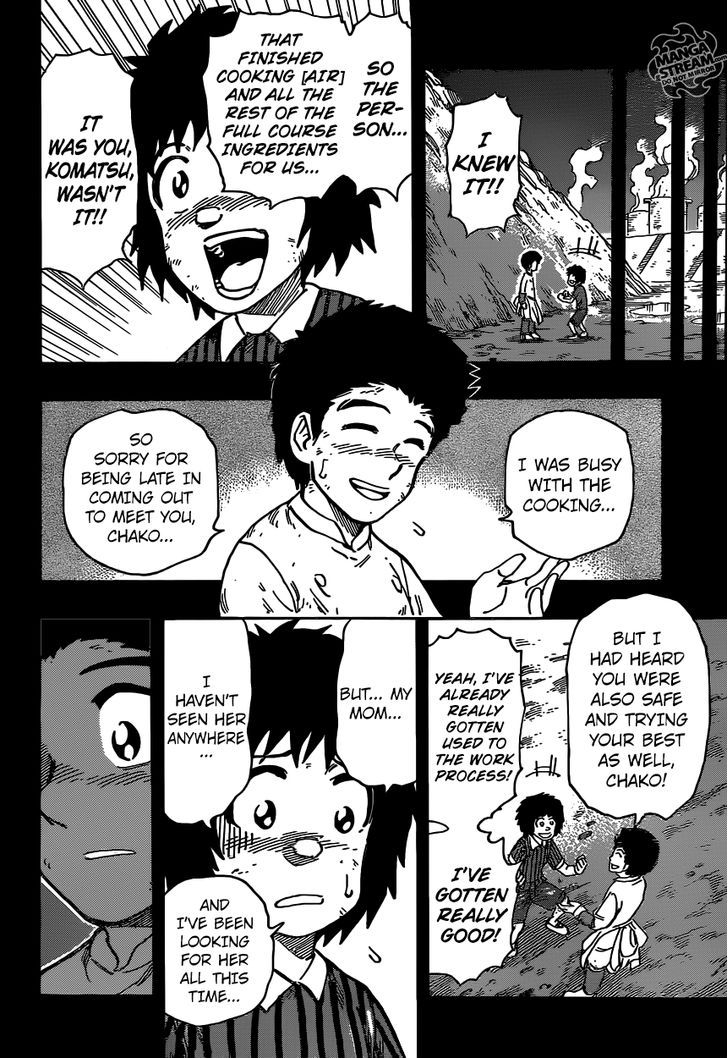 I
KNEW
IT!!
SO
THE
PER-
SON...
THAT
FINISHED
COOKING [AIR]
AND ALL THE
REST OF THE
FULL COURSE
INGREDIENTS
FOR US...
IT
WAS YOU,
KOMATSU,
WASN'T
IT!!
I WAS BUSY
WITH THE
COOKING...
SO
SORRY FOR
BEING LATE IN
COMING OUT
TO MEET YOU,
CHAKO...
BUT I
HAD HEARD
YOU WERE
ALSO SAFE
AND TRYING
YOUR BEST
AS WELL,
CHAKO!
YEAH, I'VE
ALREADY
REALLY
GOTTEN
USED TO
THE WORK
PROCESS!
I'VE
GOTTEN
REALLY
GOOD!
BUT... MY
MOM...
I
HAVEN'T
SEEN HER
ANYWHERE
...
AND
I'VE BEEN
LOOKING
FOR HER
ALL THIS
TIME...
MANGA
STREAM